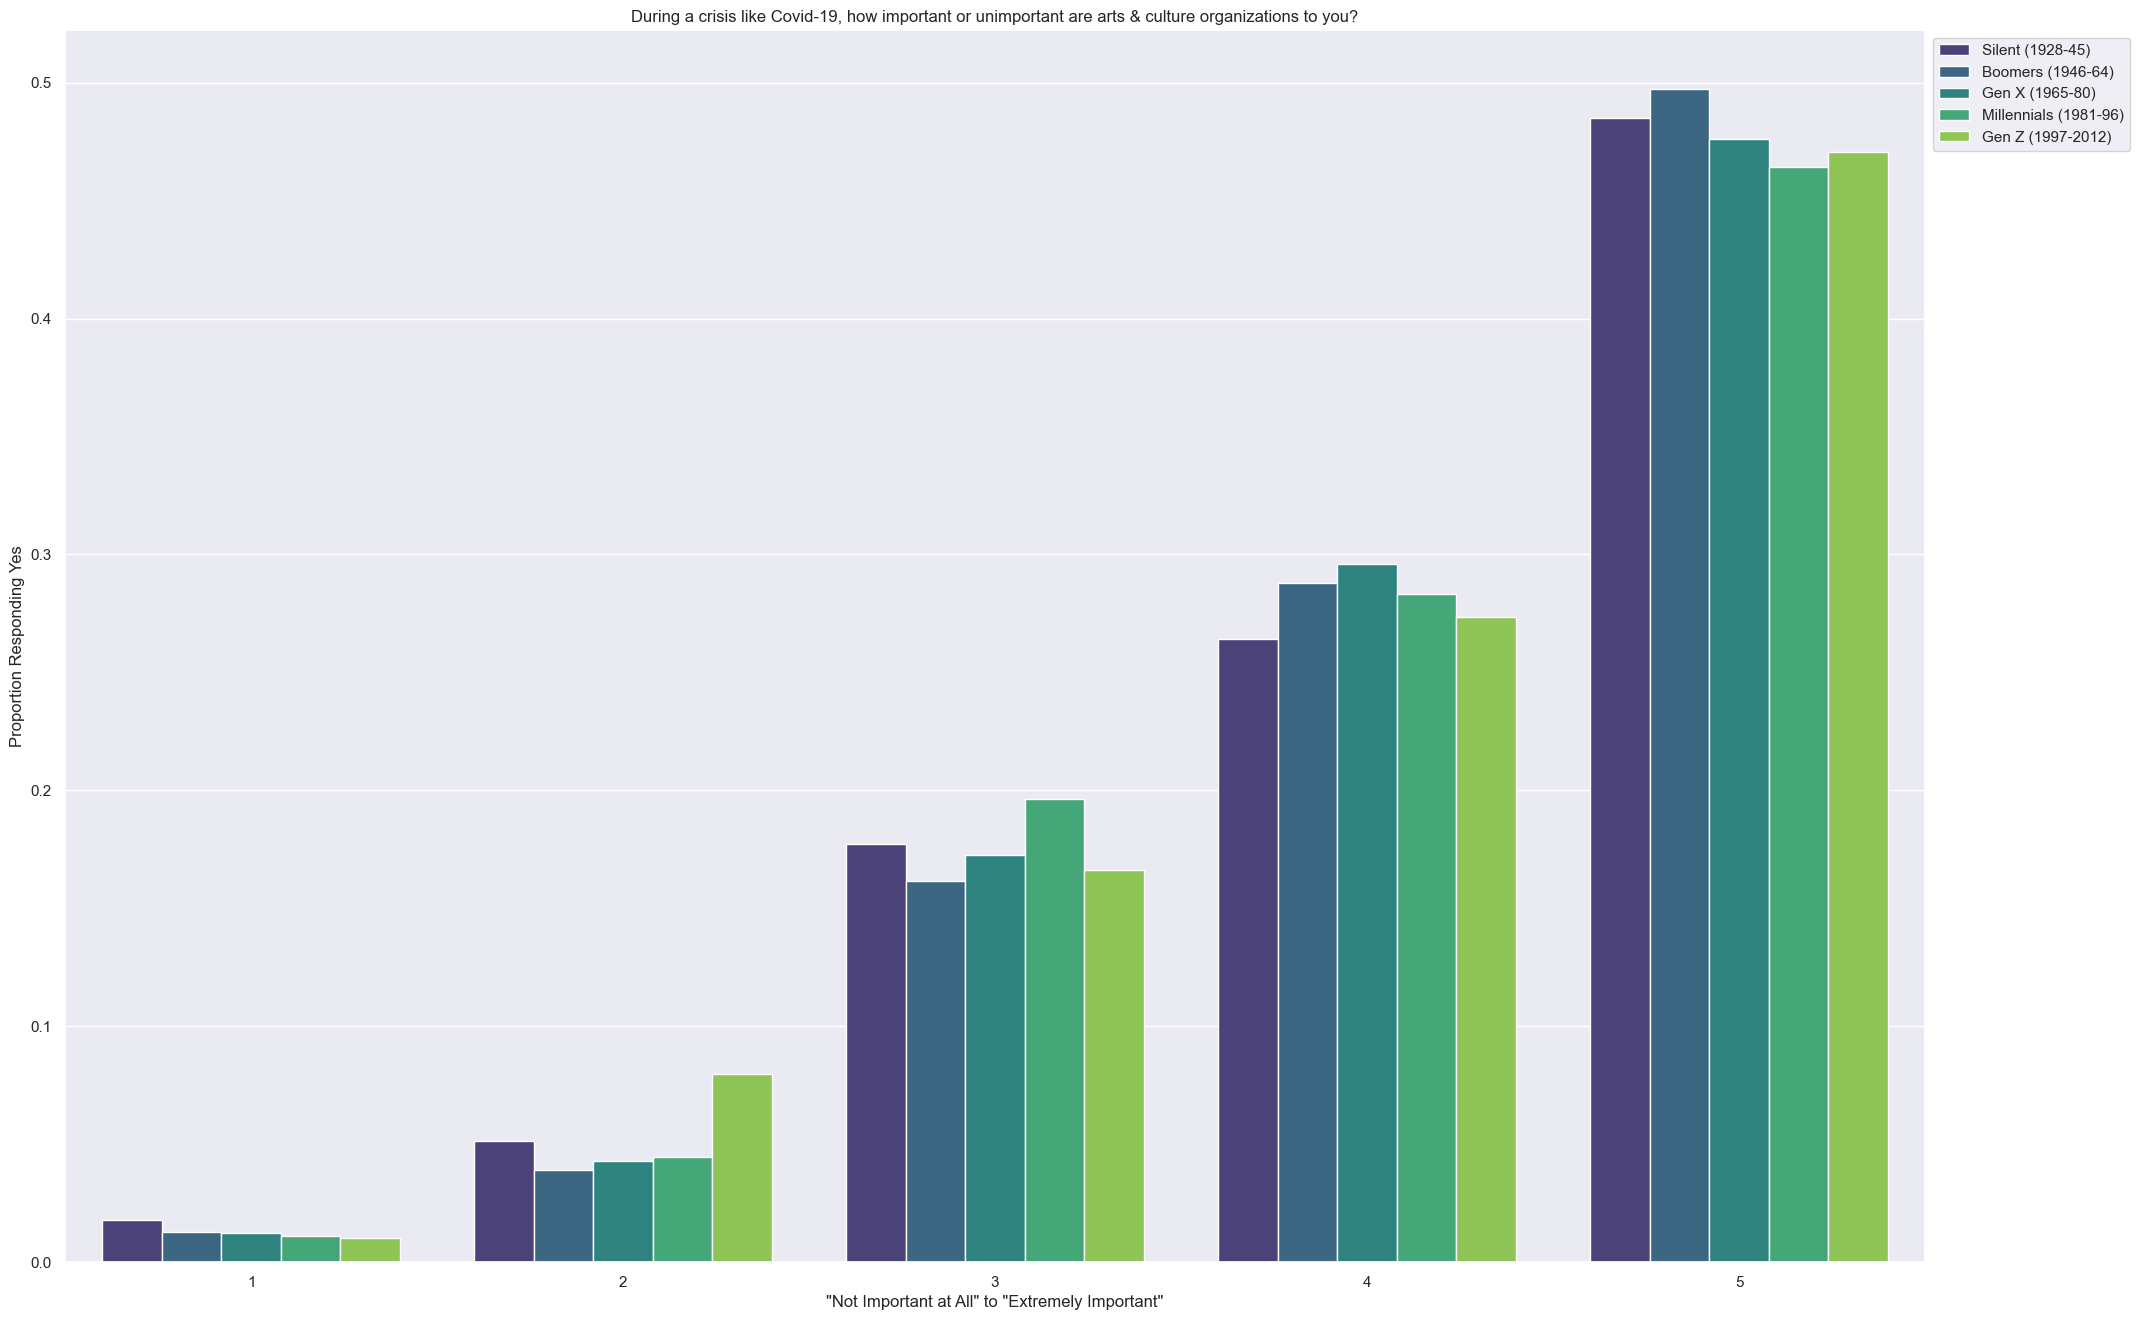 During a crisis like Covid-19, how important or unimportant are arts & culture organizations to you?
Silent (1928-45)
Boomers (1946-64)
Gen X (1965-80)
Millennials (1981-96)
Gen Z (1997-2012)
Proportion Responding Yes
0.5
0.4
0.3
0.2
0.1
0.0
1 2 3 4 5
"Not Important at All" to "Extremely Important"